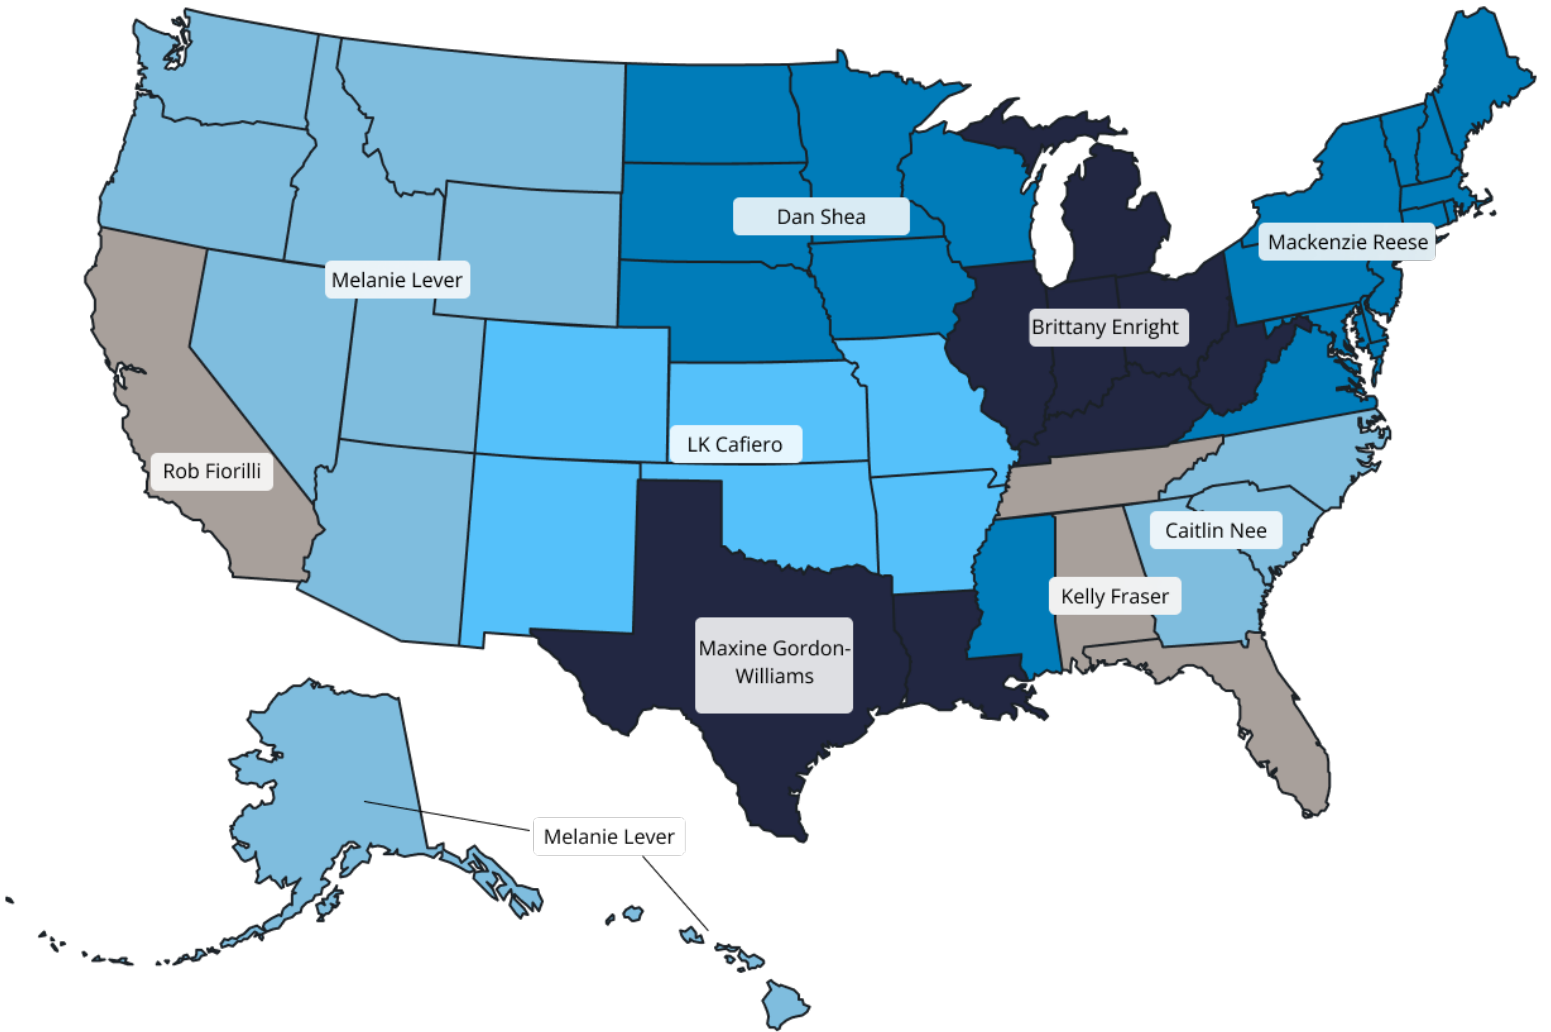 Dan Shea
Mackenzie Reese
Melanie Lever
Brittany Enright
LK Cafiero
Rob Fiorilli
Caitlin Nee
Kelly Fraser
Maxine Gordon-
Williams
Melanie Lever